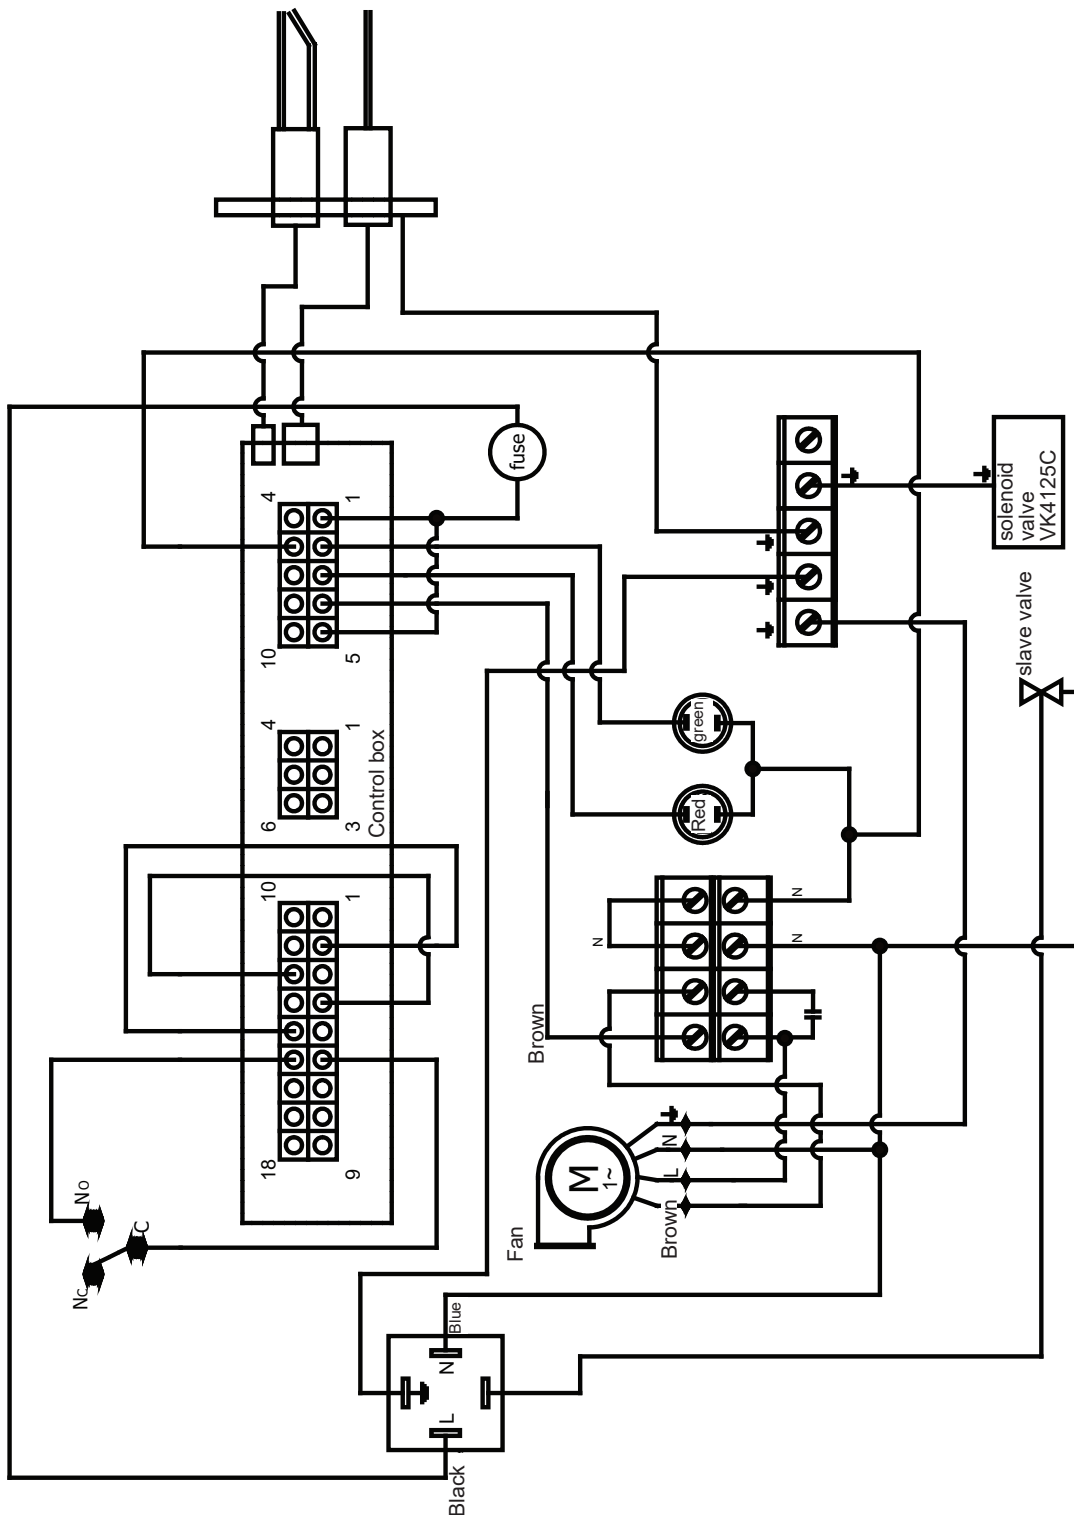 fuse
4
1
10
5
solenoid
valve
VK4125C
slave valve
4
1
6
3
Control box
green
Red
10
1
18
9
N
N
N
Brown
No
C
Nc
M
1~
Fan
N
L
Brown
Blue
N
L
Black